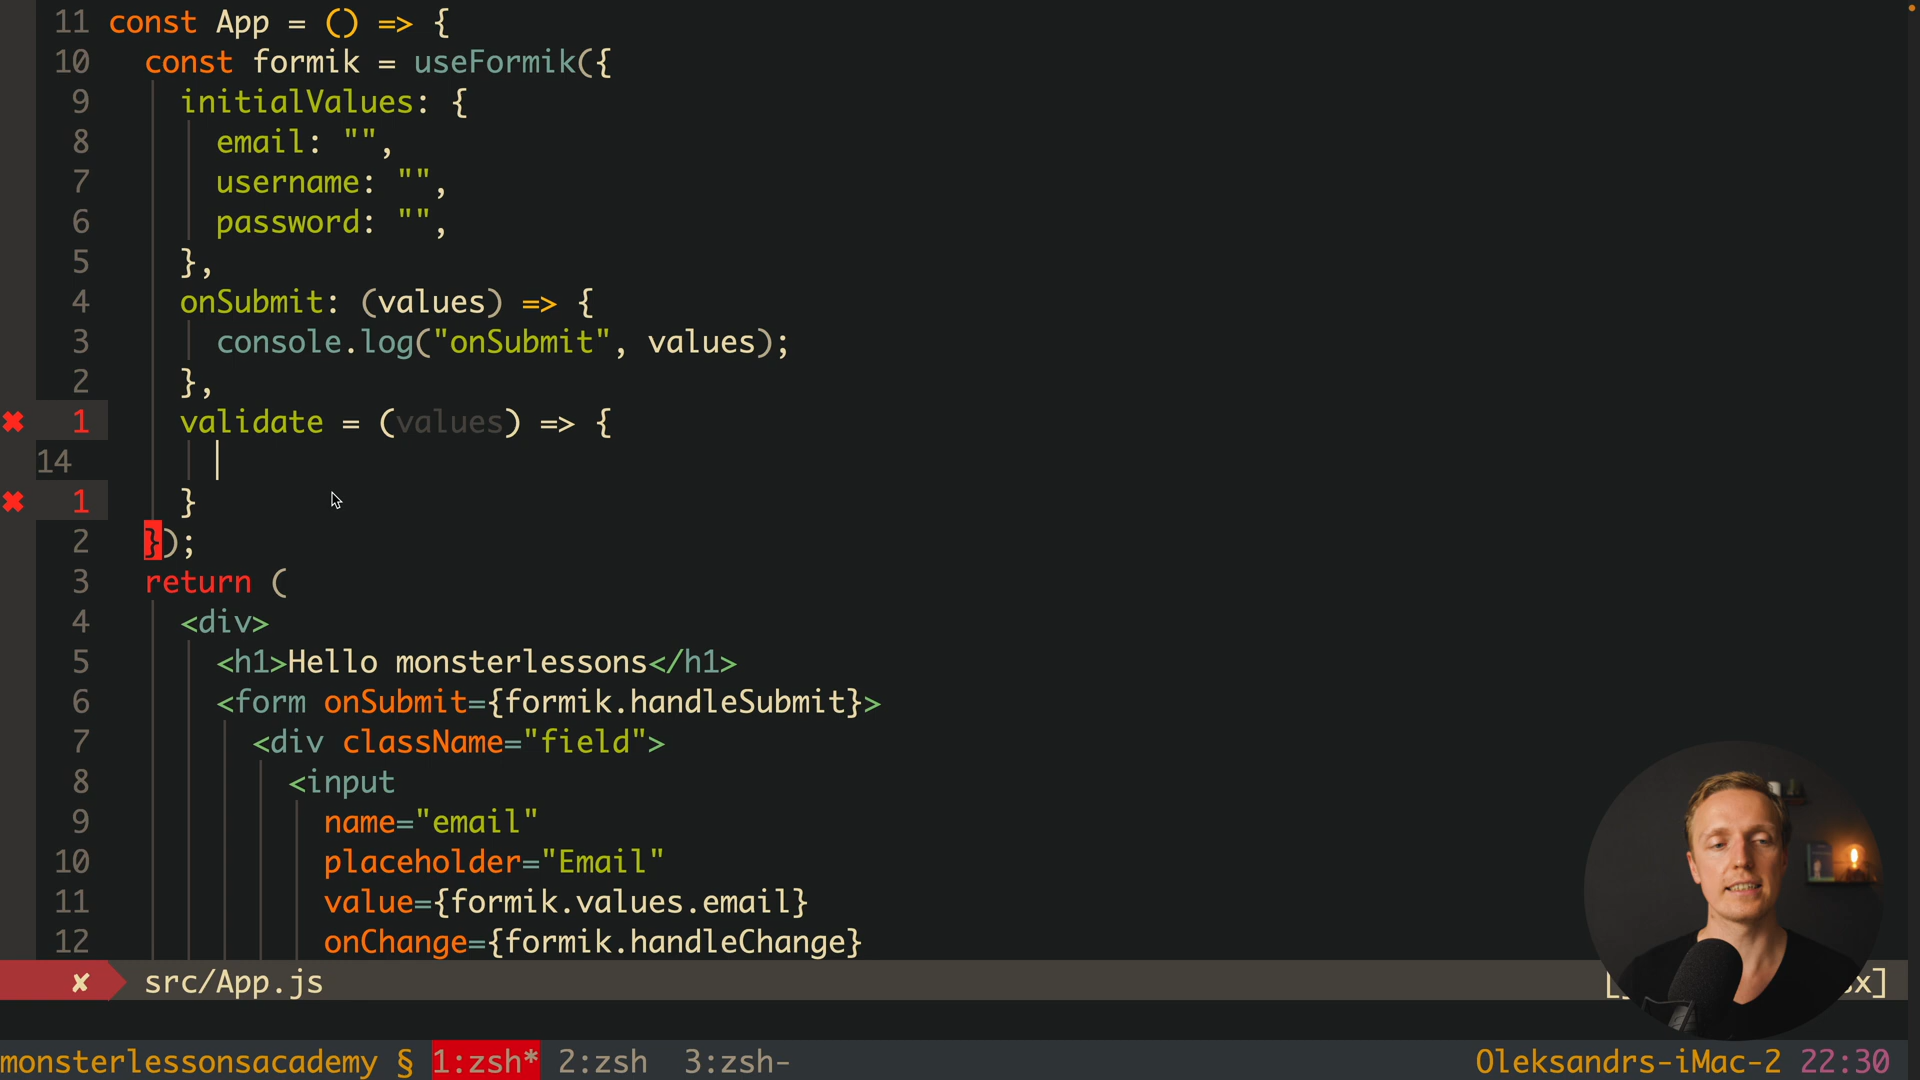 11 const App = () => {
10 const formik = useFormik({
9 initialValues: {
8 email: "",
7 username: "",
6 password: "",
5 },
4 onSubmit: (values) => {
3 console.log("onSubmit", values);
2 },
✖ 1 validate = (values) => {
14
✖ 1 }
2 });
3 return (
4 <div>
5 <h1>Hello monsterlessons</h1>
6 <form onSubmit={formik.handleSubmit}>
7 <div className="field">
8 <input
9 name="email"
10 placeholder="Email"
11 value={formik.values.email}
12 onChange={formik.handleChange}
✘ src/App.js
monsterlessonsacademy § 1:zsh* 2:zsh 3:zsh- Oleksandrs-iMac-2 22:30